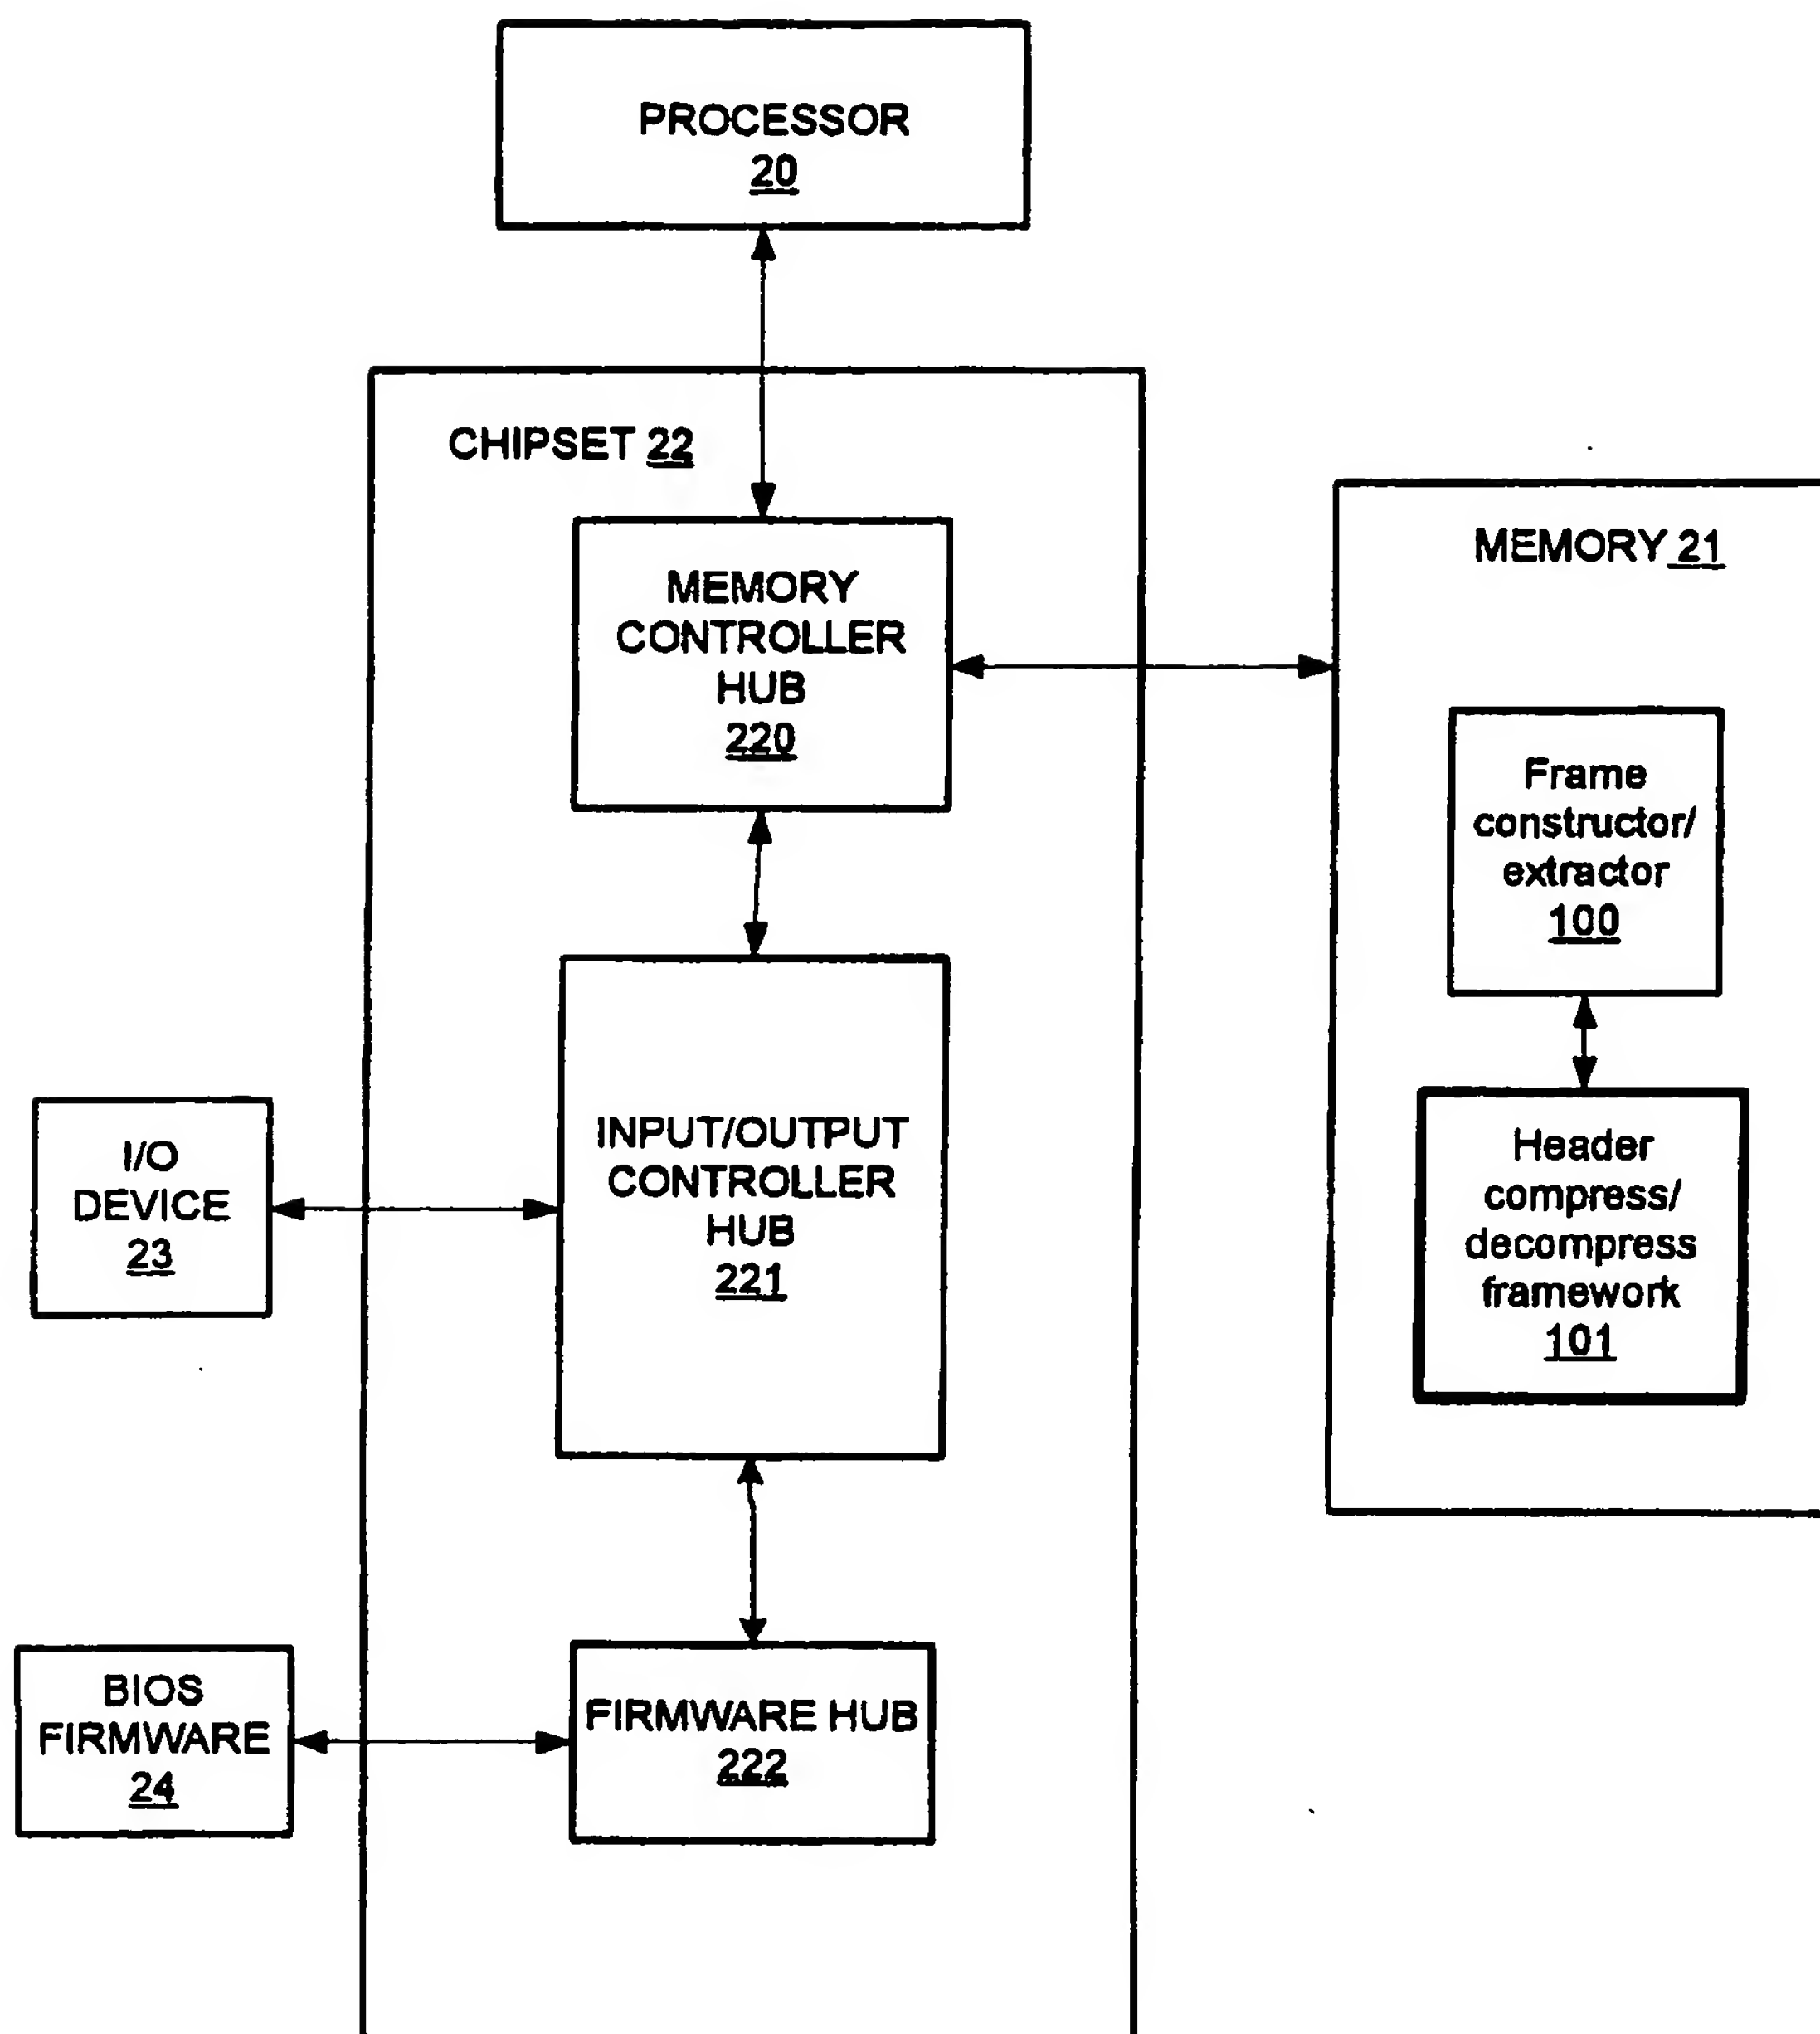 PROCESSOR
20
CHIPSET 22
MEMORY
CONTROLLER
HUB
220
MEMORY 21
Frame
constructor/
extractor
100
INPUT/OUTPUT
CONTROLLER
HUB
221
I/O
DEVICE
23
Header
compress/
decompress
framework
101
BIOS
FIRMWARE
24
FIRMWARE HUB
222